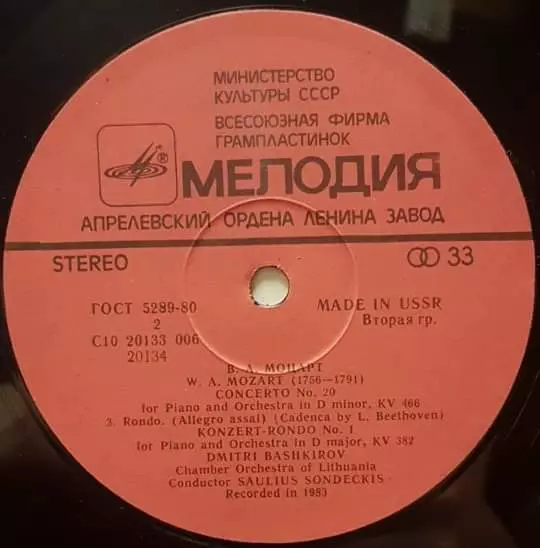 МИНИСТЕРСТВО
КУЛЬТУРЫ СССР
ВСЕСОЮЗНАЯ ФИРМА
ГРАМПЛАСТИНОК
®
МЕЛОДИЯ
АПРЕЛЕВСКИЙ ОРДЕНА ЛЕНИНА ЗАВОД
STEREO
33
ГОСТ 5289-80
2
С10 20133 006
20134
MADE IN USSR
Вторая гр.
В. А. МОЦАРТ
W. A. MOZART (1756—1791)
CONCERTO No. 20
for Piano and Orchestra in D minor, KV 466
3. Rondo. (Allegro assai) (Cadenca by L. Beethoven)
KONZERT-RONDO No. 1
for Piano and Orchestra in D major, KV 382
DMITRI BASHKIROV
Chamber Orchestra of Lithuania
Conductor SAULIUS SONDECKIS
Recorded in 1983